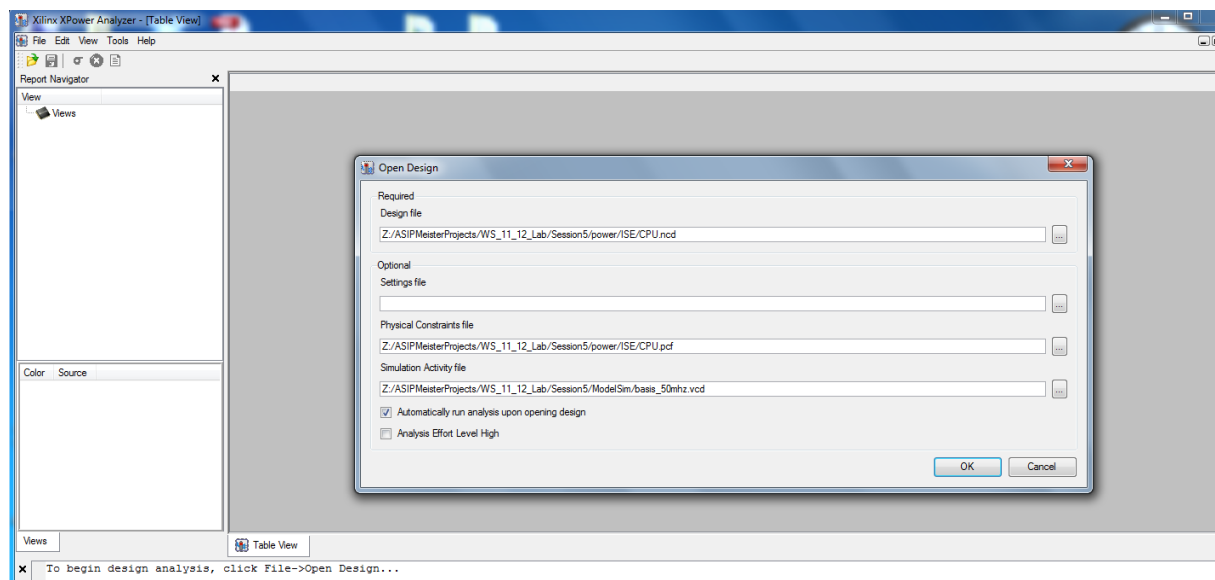 Xilinx XPower Analyzer - [Table View]
File Edit View Tools Help
Report Navigator
View
Views
Color Source
Views
Open Design
Required
Design file
Z:/ASIPMeisterProjects/WS_11_12_Lab/Session5/power/ISE/CPU.ncd
...
Optional
Settings file
...
Physical Constraints file
Z:/ASIPMeisterProjects/WS_11_12_Lab/Session5/power/ISE/CPU.pcf
...
Simulation Activity file
Z:/ASIPMeisterProjects/WS_11_12_Lab/Session5/ModelSim/basis_50mhz.vcd
...
Automatically run analysis upon opening design
Analysis Effort Level High
OK Cancel
Table View
To begin design analysis, click File->Open Design...